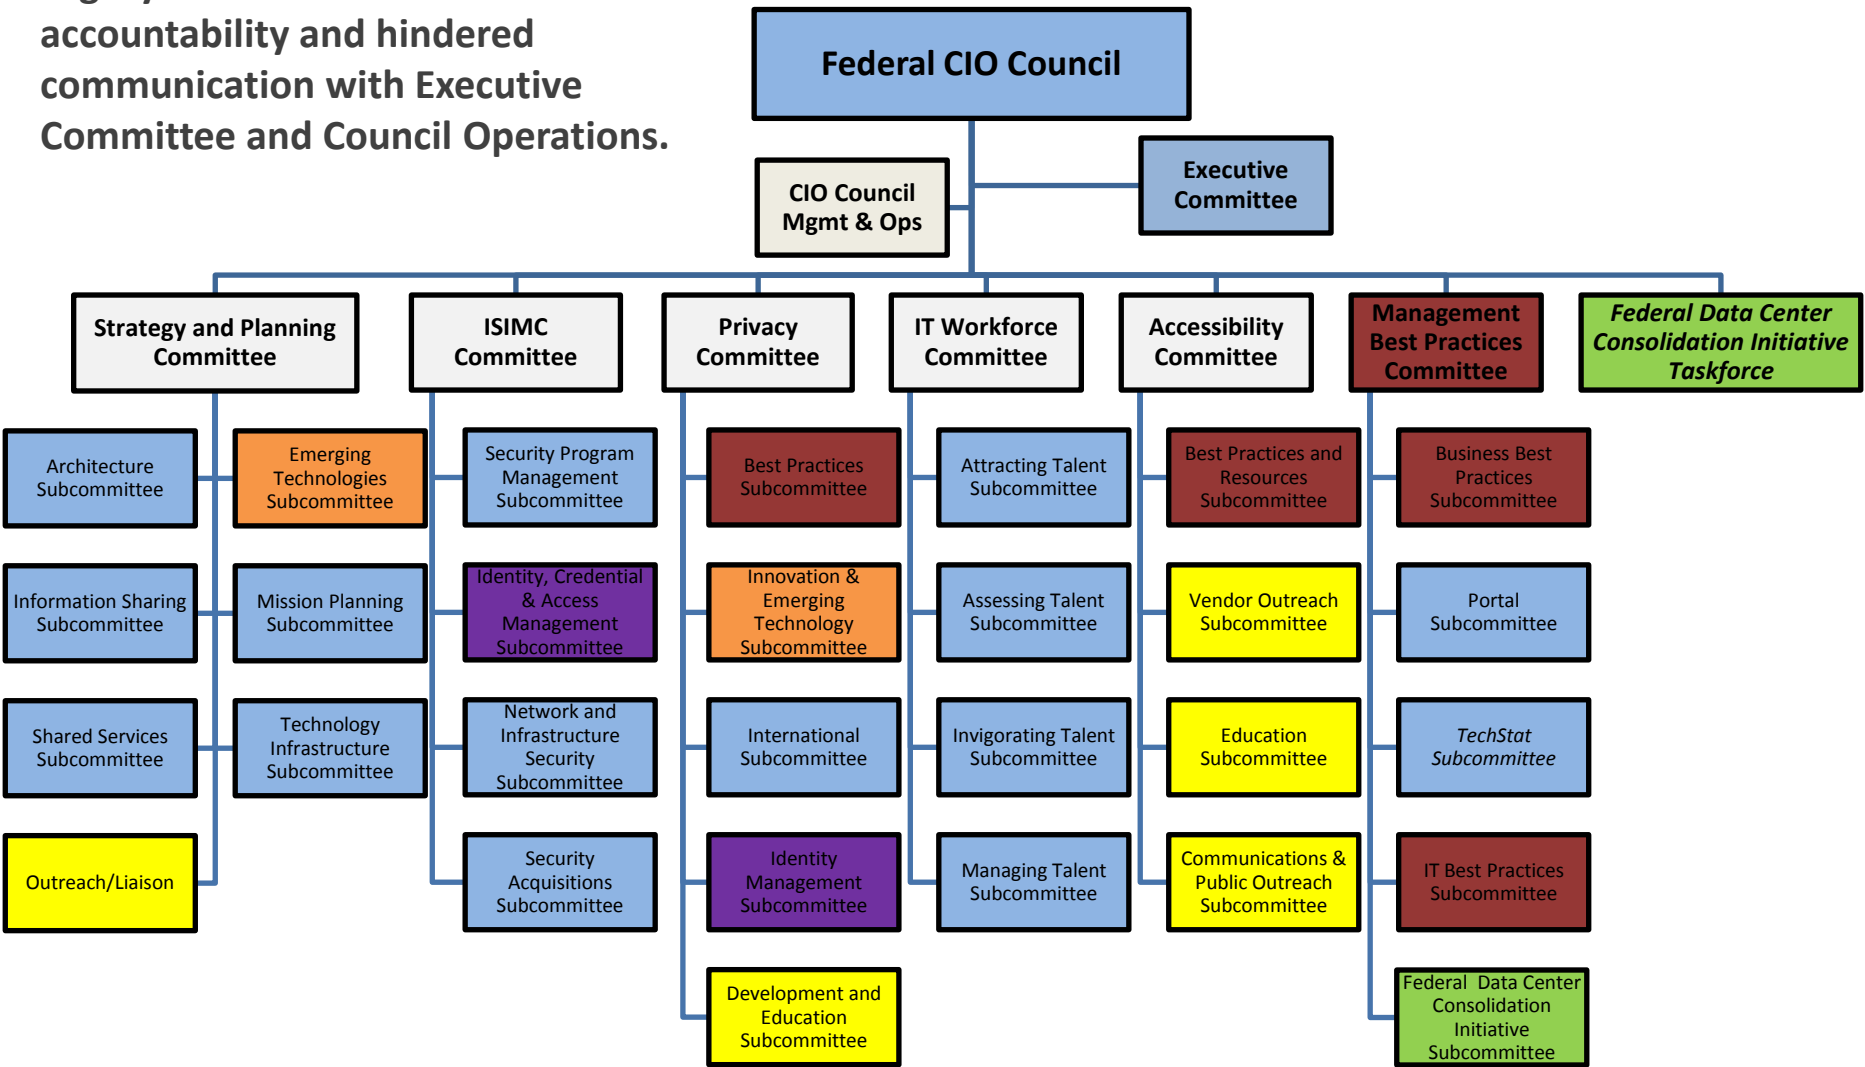 accountability and hindered
communication with Executive
Committee and Council Operations.
Federal CIO Council
CIO Council
Mgmt & Ops
Executive
Committee
Strategy and Planning
Committee
ISIMC
Committee
Privacy
Committee
IT Workforce
Committee
Accessibility
Committee
Management
Best Practices
Committee
Federal Data Center
Consolidation Initiative
Taskforce
Architecture
Subcommittee
Emerging
Technologies
Subcommittee
Security Program
Management
Subcommittee
Best Practices
Subcommittee
Attracting Talent
Subcommittee
Best Practices and
Resources
Subcommittee
Business Best
Practices
Subcommittee
Information Sharing
Subcommittee
Mission Planning
Subcommittee
Identity, Credential
& Access
Management
Subcommittee
Innovation &
Emerging
Technology
Subcommittee
Assessing Talent
Subcommittee
Vendor Outreach
Subcommittee
Portal
Subcommittee
Shared Services
Subcommittee
Technology
Infrastructure
Subcommittee
Network and
Infrastructure
Security
Subcommittee
International
Subcommittee
Invigorating Talent
Subcommittee
Education
Subcommittee
TechStat
Subcommittee
Outreach/Liaison
Security
Acquisitions
Subcommittee
Identity
Management
Subcommittee
Managing Talent
Subcommittee
Communications &
Public Outreach
Subcommittee
IT Best Practices
Subcommittee
Development and
Education
Subcommittee
Federal Data Center
Consolidation
Initiative
Subcommittee